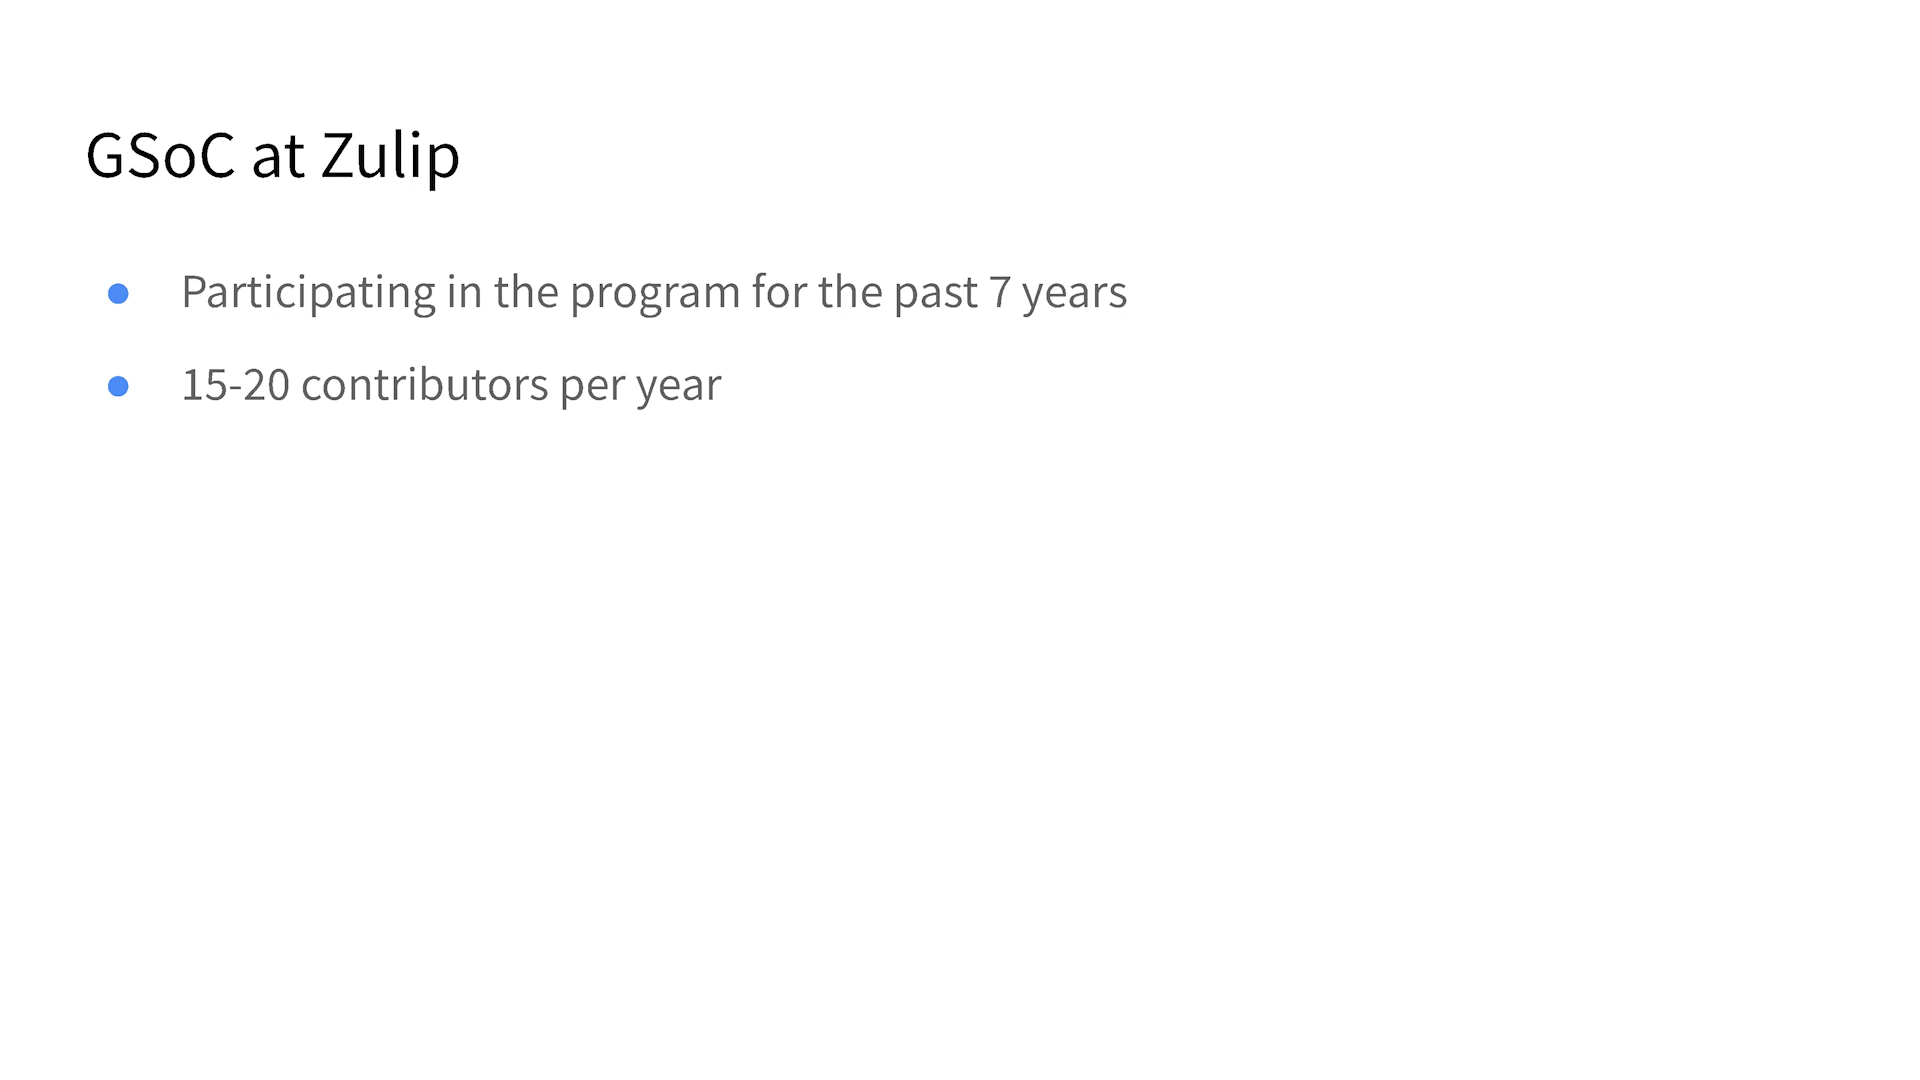 GSoC at Zulip
● Participating in the program for the past 7 years
● 15-20 contributors per year